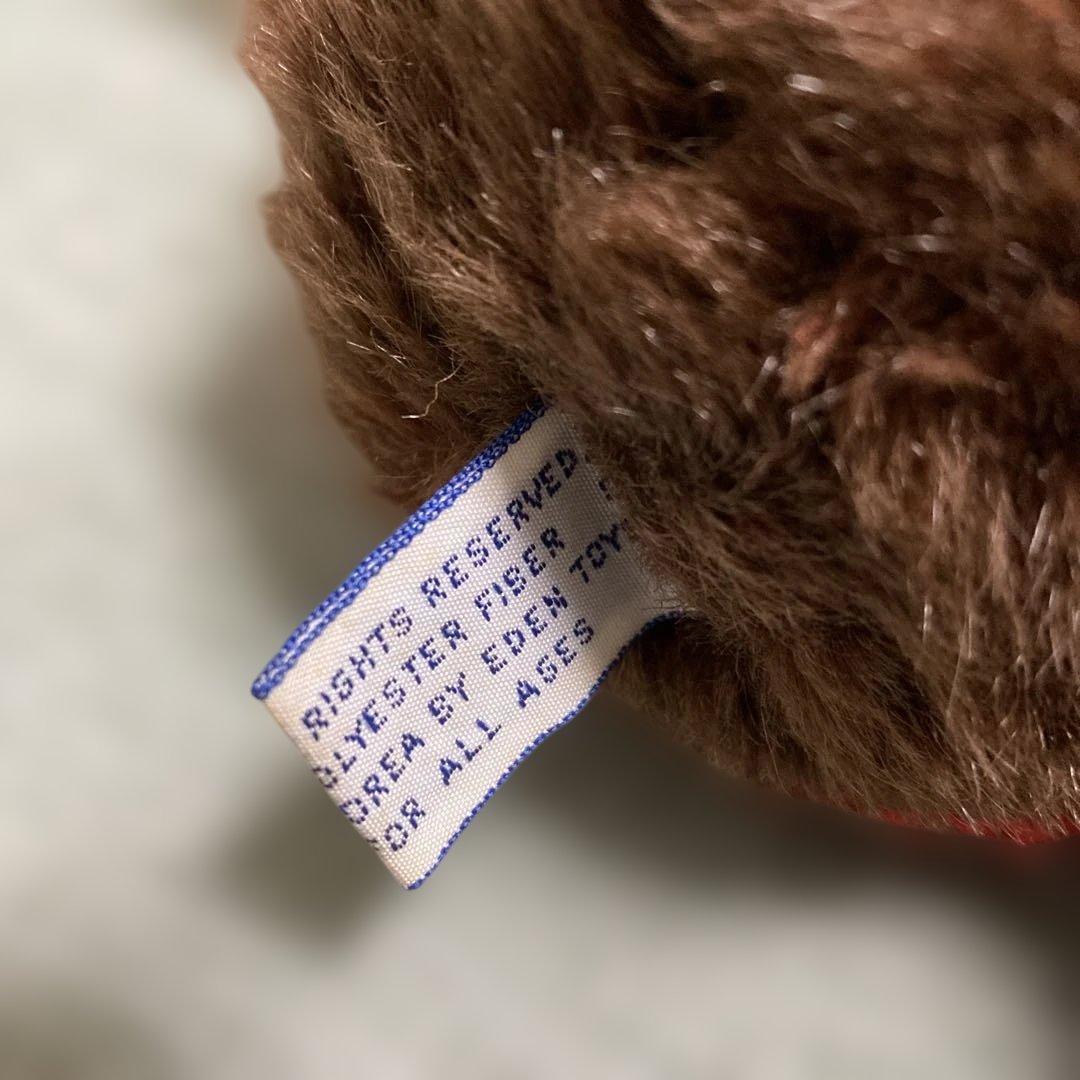 RIGHTS RESERVED
OLYESTER FIBER
OREA BY EDEN TOY
OR ALL AGES